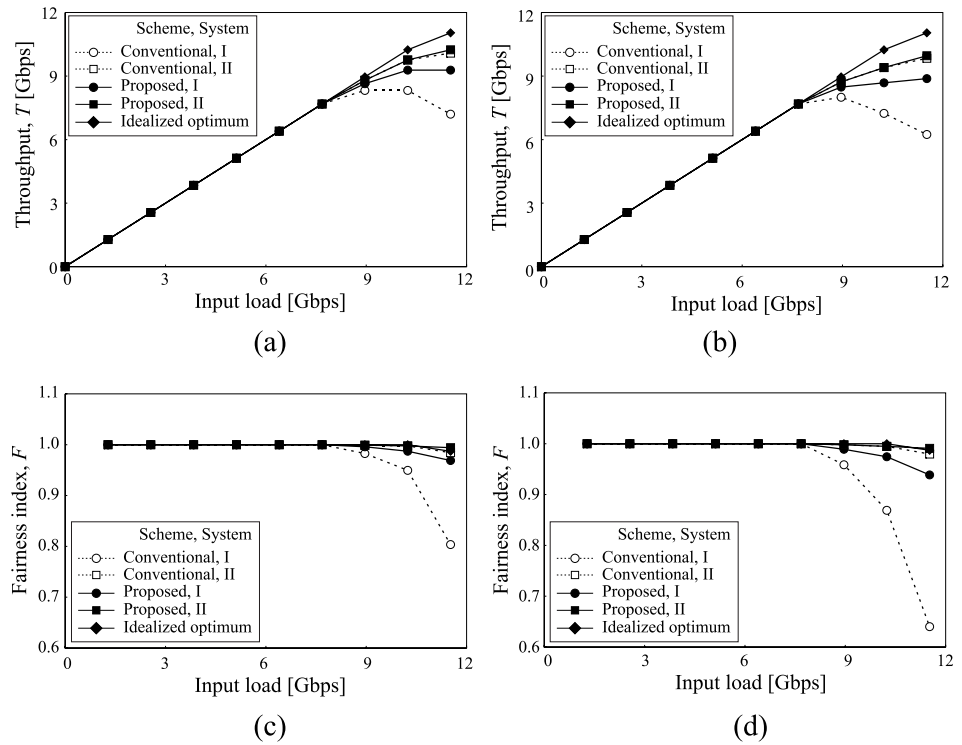 12
9
6
3
0
Throughput, T [Gbps]
Scheme, System
Conventional, I
Conventional, II
Proposed, I
Proposed, II
Idealized optimum
0 3 6 9 12
Input load [Gbps]
(a)
12
9
6
3
0
Throughput, T [Gbps]
Scheme, System
Conventional, I
Conventional, II
Proposed, I
Proposed, II
Idealized optimum
0 3 6 9 12
Input load [Gbps]
(b)
1.1
1.0
0.9
0.8
0.7
0.6
Fairness index, F
Scheme, System
Conventional, I
Conventional, II
Proposed, I
Proposed, II
Idealized optimum
0 3 6 9 12
Input load [Gbps]
(c)
1.1
1.0
0.9
0.8
0.7
0.6
Fairness index, F
Scheme, System
Conventional, I
Conventional, II
Proposed, I
Proposed, II
Idealized optimum
0 3 6 9 12
Input load [Gbps]
(d)